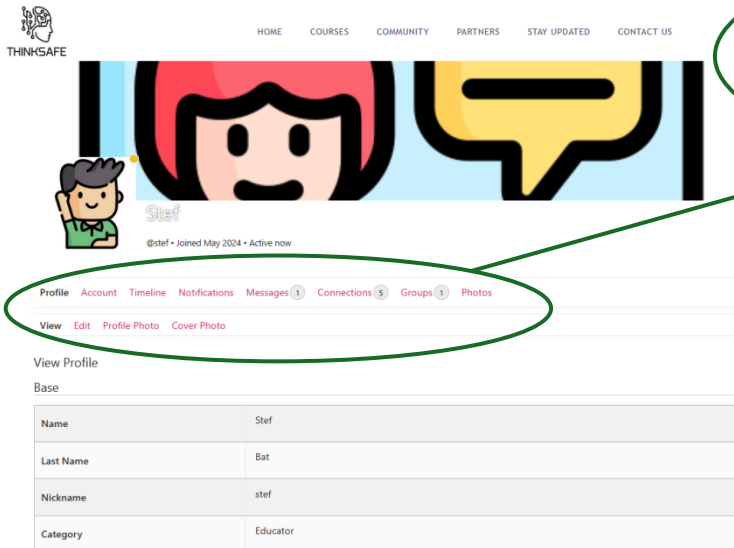 THINKSAFE
HOME COURSES COMMUNITY PARTNERS STAY UPDATED CONTACT US
Stef
@stef • Joined May 2024 • Active now
Profile Account Timeline Notifications Messages 1 Connections 5 Groups 1 Photos
View Edit Profile Photo Cover Photo
View Profile
Base
Name Stef
Last Name Bat
Nickname stef
Category Educator